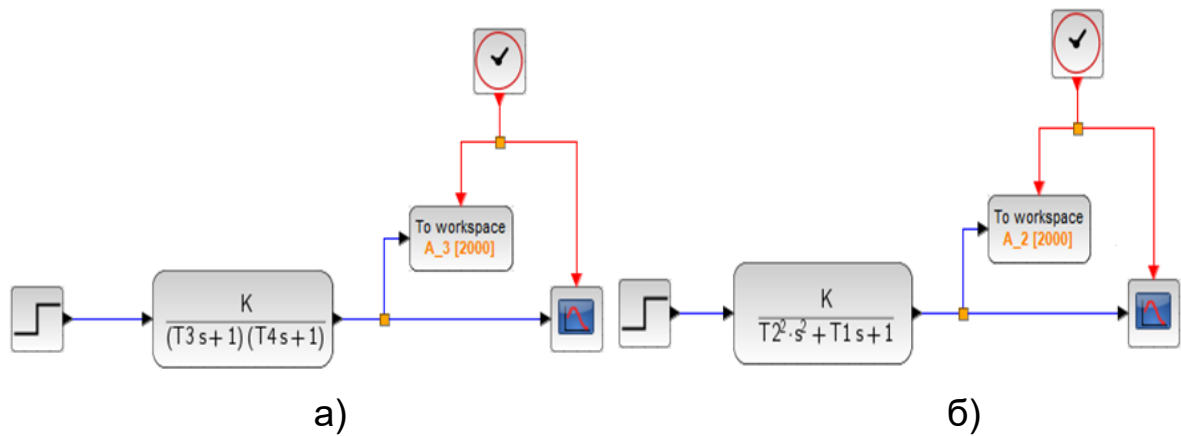 To workspace
A_3 [2000]
K
(T3 s+1) (T4 s+1)
а)
To workspace
A_2 [2000]
K
T2²·s² + T1 s+1
б)